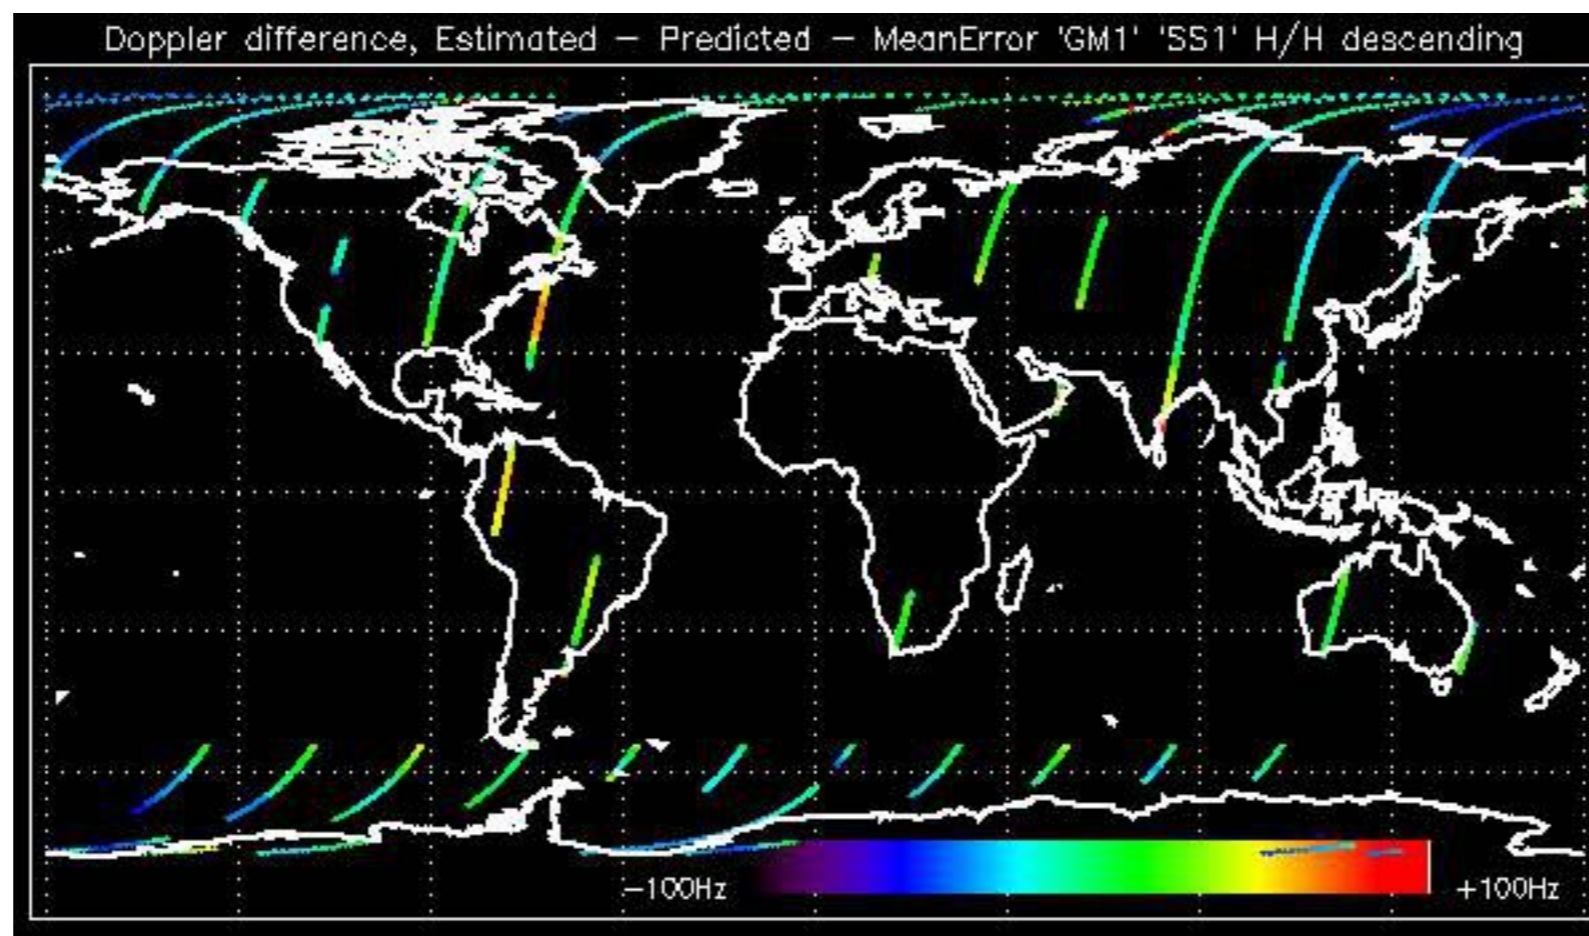 Doppler difference, Estimated – Predicted – MeanError 'GM1' 'SS1' H/H descending
−100Hz
+100Hz